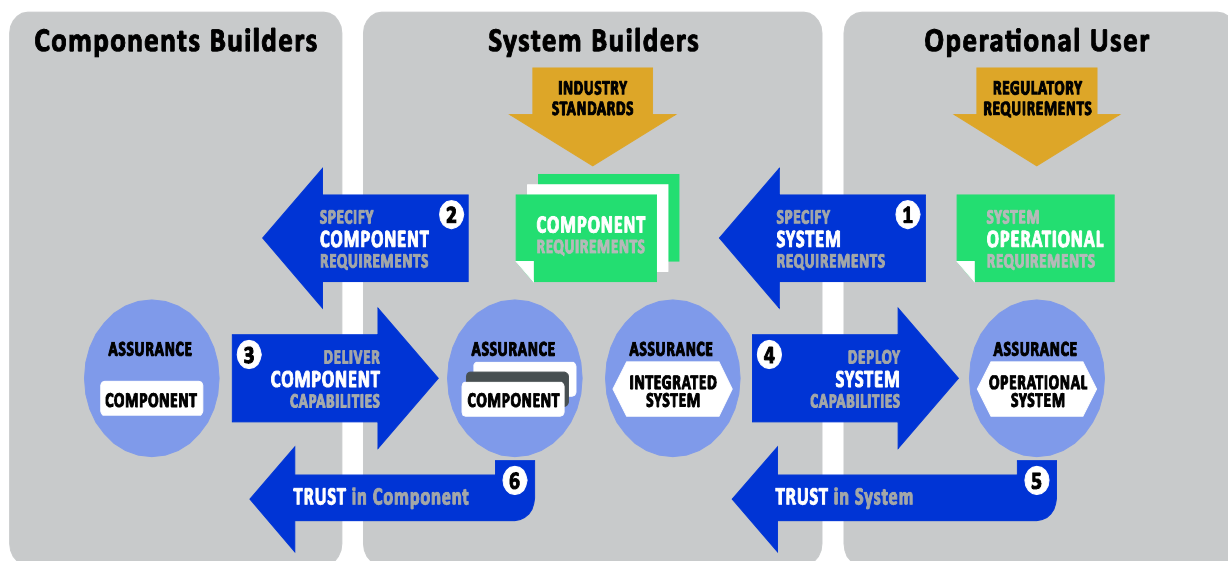 Components Builders
System Builders
Operational User
INDUSTRY
STANDARDS
REGULATORY
REQUIREMENTS
SPECIFY
COMPONENT
REQUIREMENTS
2
COMPONENT
REQUIREMENTS
SPECIFY
SYSTEM
REQUIREMENTS
1
SYSTEM
OPERATIONAL
REQUIREMENTS
ASSURANCE
COMPONENT
3
DELIVER
COMPONENT
CAPABILITIES
ASSURANCE
COMPONENT
ASSURANCE
INTEGRATED
SYSTEM
4
DEPLOY
SYSTEM
CAPABILITIES
ASSURANCE
OPERATIONAL
SYSTEM
TRUST in Component
6
TRUST in System
5